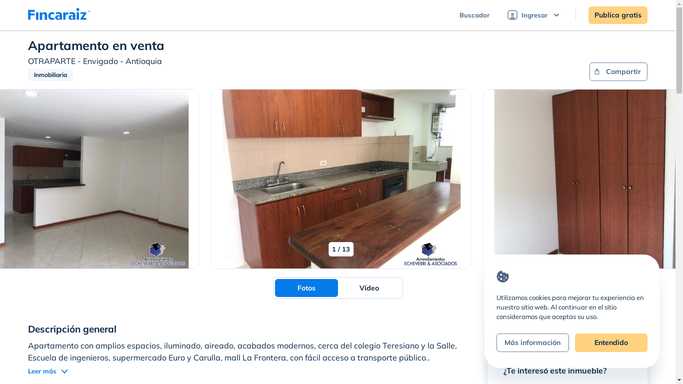 Fincaraiz
Buscador
Ingresar
Publica gratis
Apartamento en venta
OTRAPARTE - Envigado - Antioquia
Inmobiliaria
Compartir
Arrendamientos
ECHEVERRI & ASOCIADOS
1 / 13
Arrendamientos
ECHEVERRI & ASOCIADOS
Fotos
Video
Utilizamos cookies para mejorar tu experiencia en
nuestro sitio web. Al continuar en el sitio
consideramos que aceptas su uso.
Más información
Entendido
Descripción general
Apartamento con amplios espacios, iluminado, aireado, acabados modernos, cerca del colegio Teresiano y la Salle,
Escuela de ingenieros, supermercado Euro y Carulla, mall La Frontera, con fácil acceso a transporte público..
Leer más
¿Te interesó este inmueble?